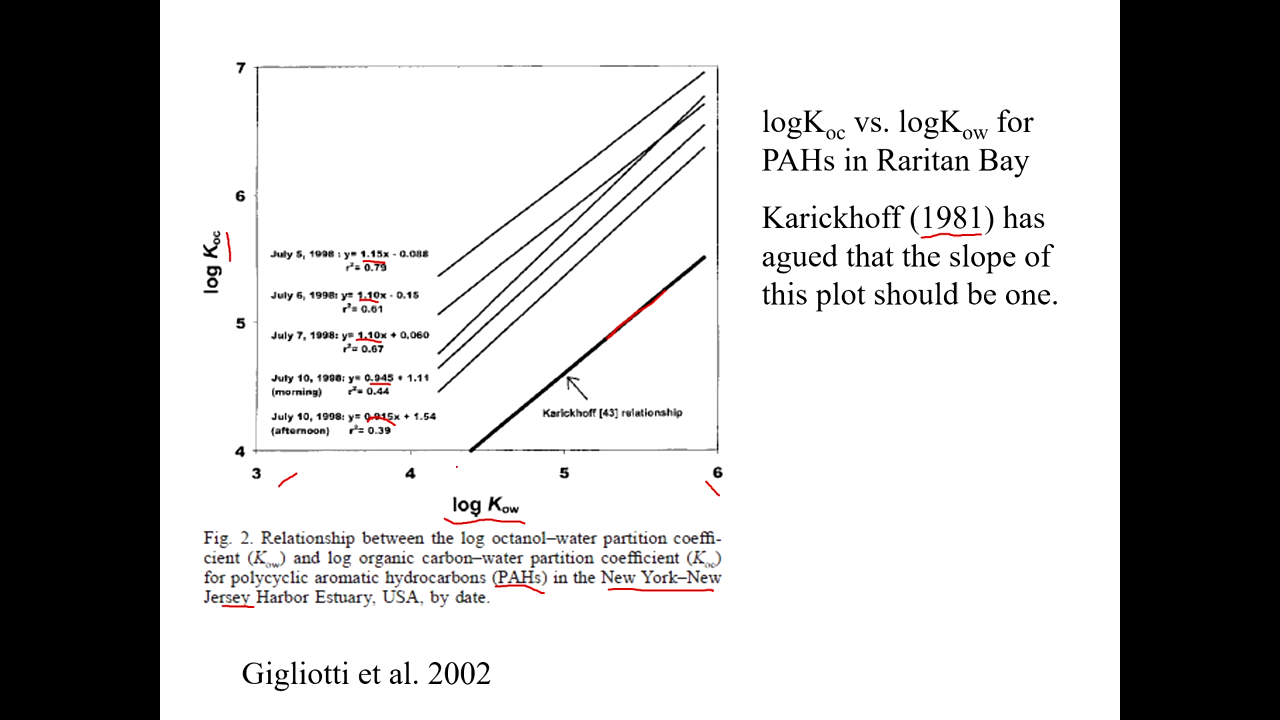 7
6
5
4
log Koc
July 5, 1998 : y= 1.15x - 0.088
r²= 0.79
July 6, 1998: y= 1.10x - 0.15
r²= 0.61
July 7, 1998: y= 1.10x + 0.060
r²= 0.67
July 10, 1998: y= 0.945 + 1.11
(morning) r²= 0.44
July 10, 1998: y= 0.915x + 1.54
(afternoon) r²= 0.39
Karickhoff [43] relationship
3 4 5 6
log Kow
Fig. 2. Relationship between the log octanol–water partition coeffi-
cient (Kow) and log organic carbon–water partition coefficient (Koc)
for polycyclic aromatic hydrocarbons (PAHs) in the New York–New
Jersey Harbor Estuary, USA, by date.
logKoc vs. logKow for
PAHs in Raritan Bay
Karickhoff (1981) has
agued that the slope of
this plot should be one.
Gigliotti et al. 2002